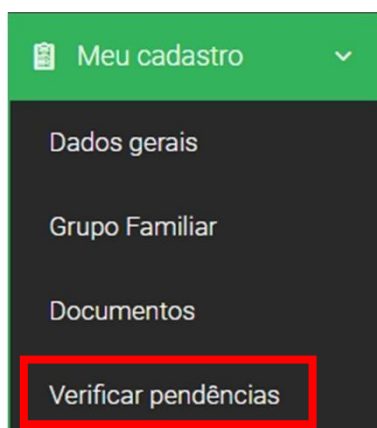 Meu cadastro
Dados gerais
Grupo Familiar
Documentos
Verificar pendências